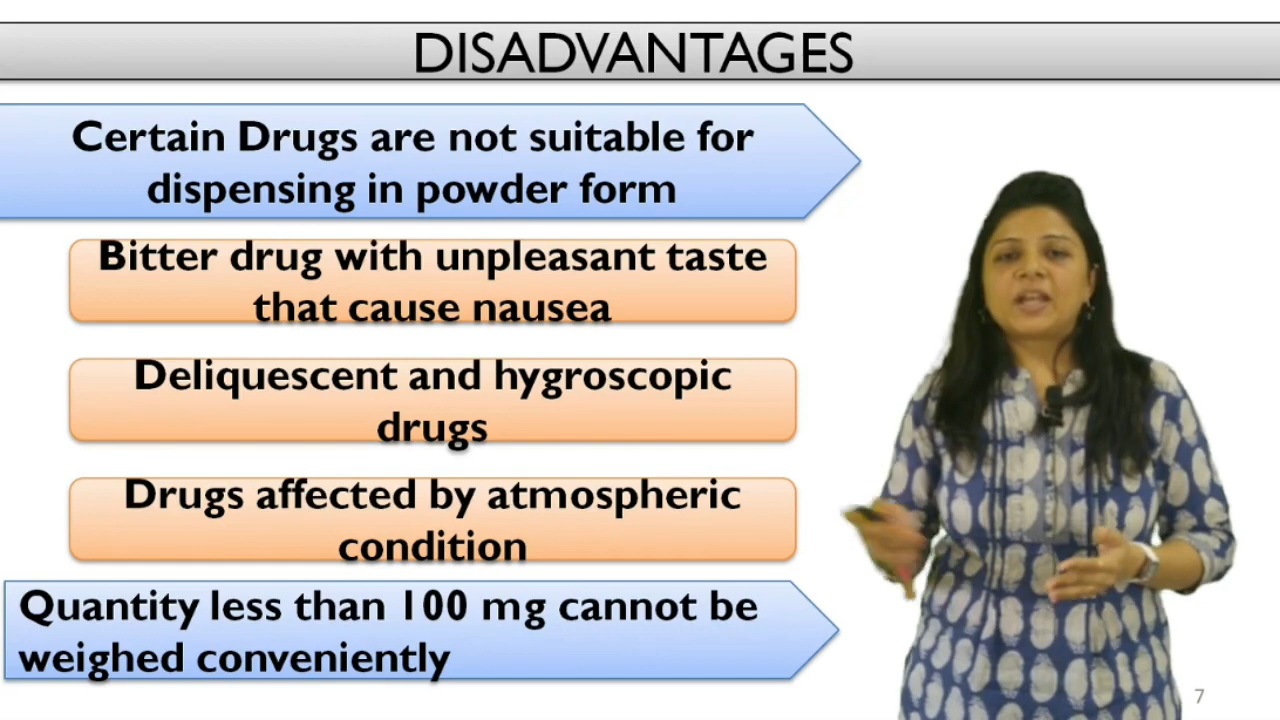 DISADVANTAGES
Certain Drugs are not suitable for
dispensing in powder form
Bitter drug with unpleasant taste
that cause nausea
Deliquescent and hygroscopic
drugs
Drugs affected by atmospheric
condition
Quantity less than 100 mg cannot be
weighed conveniently
7